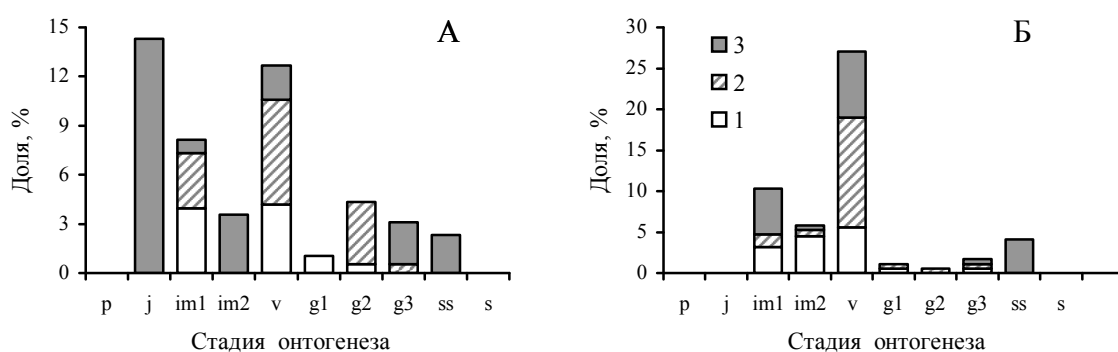 А
15
12
9
6
3
0
Доля, %
p j im1 im2 v g1 g2 g3 ss s
Стадия онтогенеза
Б
30
25
20
15
10
5
0
Доля, %
3
2
1
p j im1 im2 v g1 g2 g3 ss s
Стадия онтогенеза